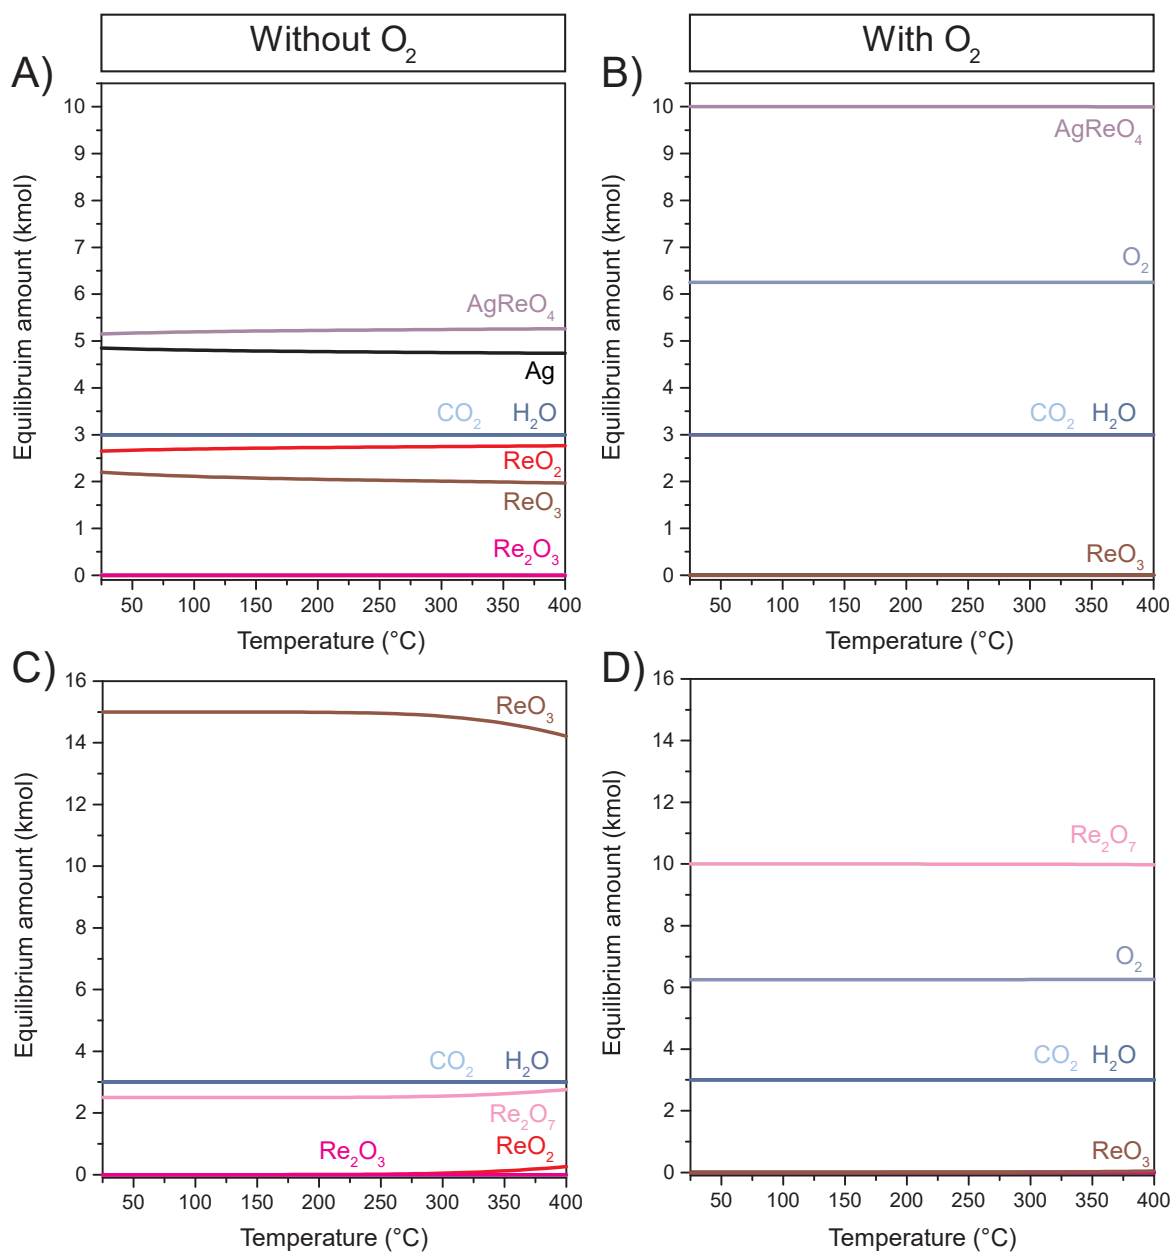 Without O₂
With O₂
A)
Equilibruim amount (kmol)
10
9
8
7
6
5
4
3
2
1
0
AgReO₄
Ag
CO₂ H₂O
ReO₂
ReO₃
Re₂O₃
50 100 150 200 250 300 350 400
Temperature (°C)
B)
Equilibrium amount (kmol)
10
9
8
7
6
5
4
3
2
1
0
AgReO₄
O₂
CO₂ H₂O
ReO₃
50 100 150 200 250 300 350 400
Temperature (°C)
C)
Equilibrium amount (kmol)
16
14
12
10
8
6
4
2
0
ReO₃
CO₂ H₂O
Re₂O₇
Re₂O₃ ReO₂
50 100 150 200 250 300 350 400
Temperature (°C)
D)
Equilibrium amount (kmol)
16
14
12
10
8
6
4
2
0
Re₂O₇
O₂
CO₂ H₂O
ReO₃
50 100 150 200 250 300 350 400
Temperature (°C)